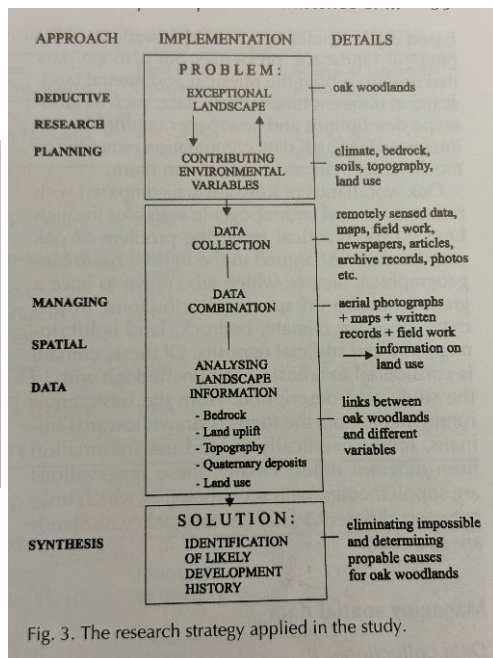 APPROACH IMPLEMENTATION DETAILS
PROBLEM:
EXCEPTIONAL
LANDSCAPE
oak woodlands
DEDUCTIVE
RESEARCH
PLANNING
CONTRIBUTING
ENVIRONMENTAL
VARIABLES
climate, bedrock,
soils, topography,
land use
DATA
COLLECTION
remotely sensed data,
maps, field work,
newspapers, articles,
archive records, photos
etc.
MANAGING
SPATIAL
DATA
DATA
COMBINATION
aerial photographs
+ maps + written
records + field work
information on
land use
ANALYSING
LANDSCAPE
INFORMATION
- Bedrock
- Land uplift
- Topography
- Quaternary deposits
- Land use
links between
oak woodlands
and different
variables
SYNTHESIS
SOLUTION:
IDENTIFICATION
OF LIKELY
DEVELOPMENT
HISTORY
eliminating impossible
and determining
propable causes
for oak woodlands
Fig. 3. The research strategy applied in the study.